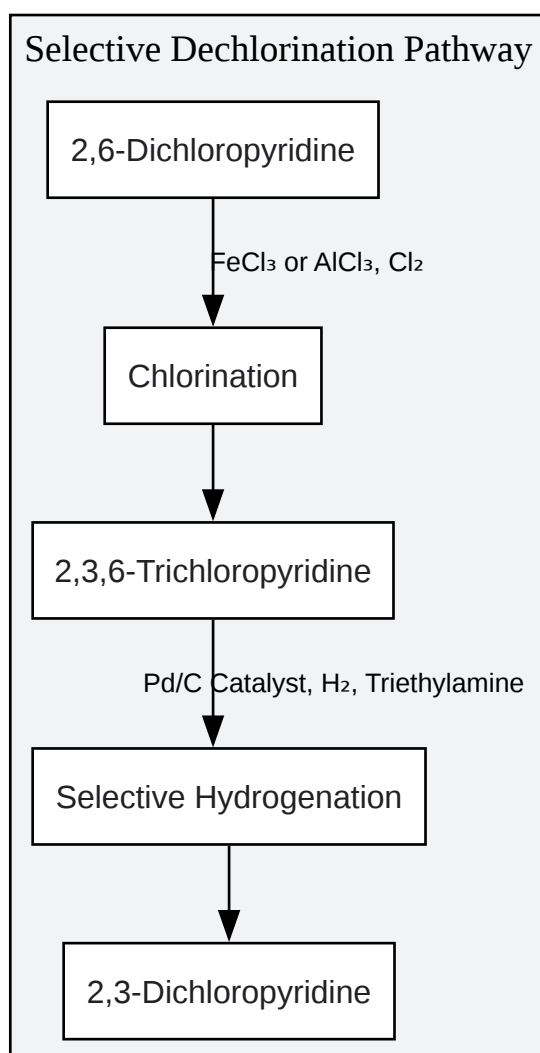 Selective Dechlorination Pathway
2,6-Dichloropyridine
FeCl₃ or AlCl₃, Cl₂
Chlorination
2,3,6-Trichloropyridine
Pd/C Catalyst, H₂, Triethylamine
Selective Hydrogenation
2,3-Dichloropyridine